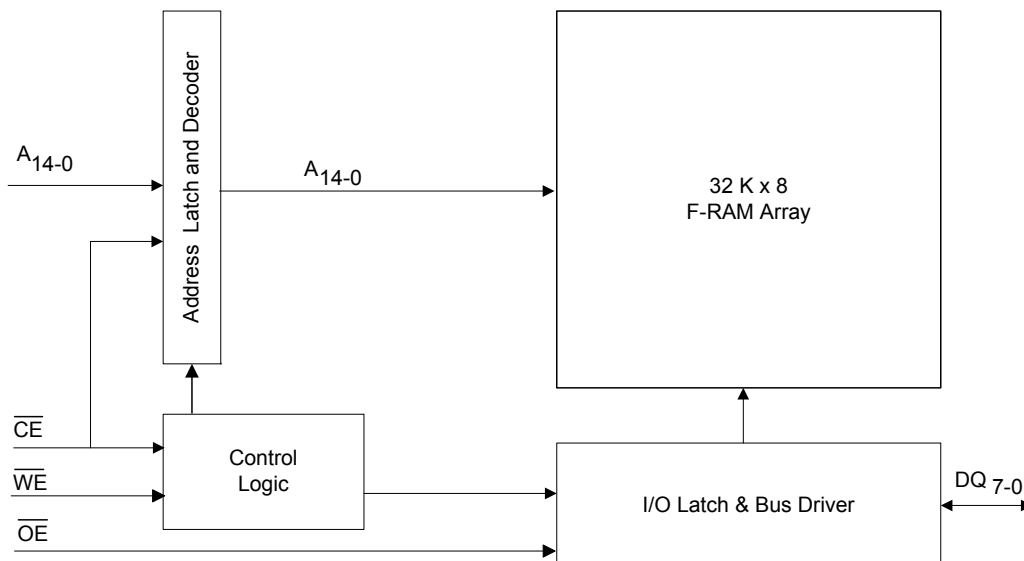 Address Latch and Decoder
A14-0
A14-0
32 K x 8
F-RAM Array
CE
WE
OE
Control
Logic
I/O Latch & Bus Driver
DQ 7-0